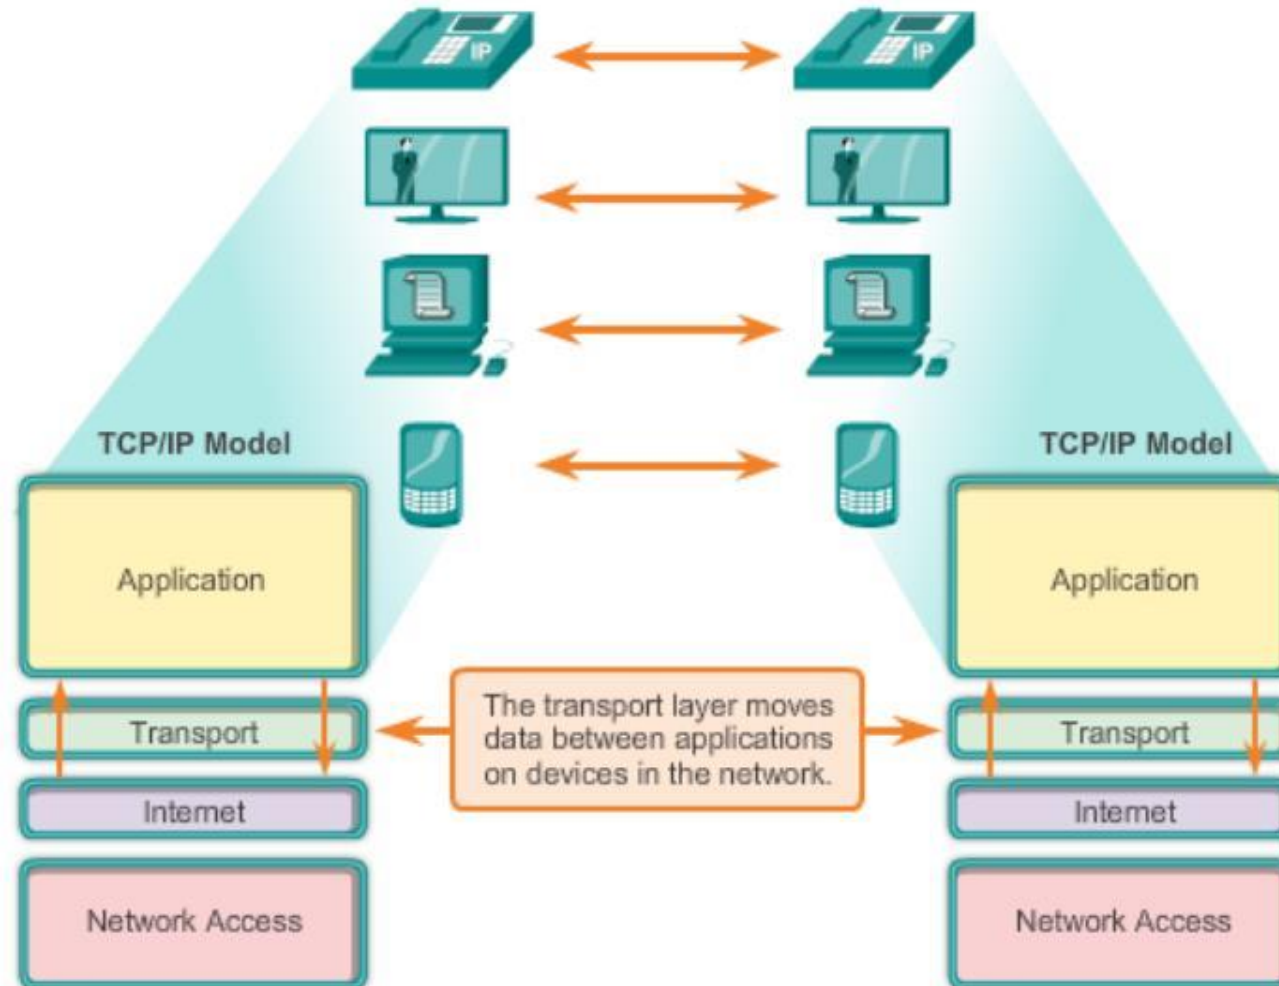 IP
IP
TCP/IP Model
TCP/IP Model
Application
Application
The transport layer moves
data between applications
on devices in the network.
Transport
Transport
Internet
Internet
Network Access
Network Access